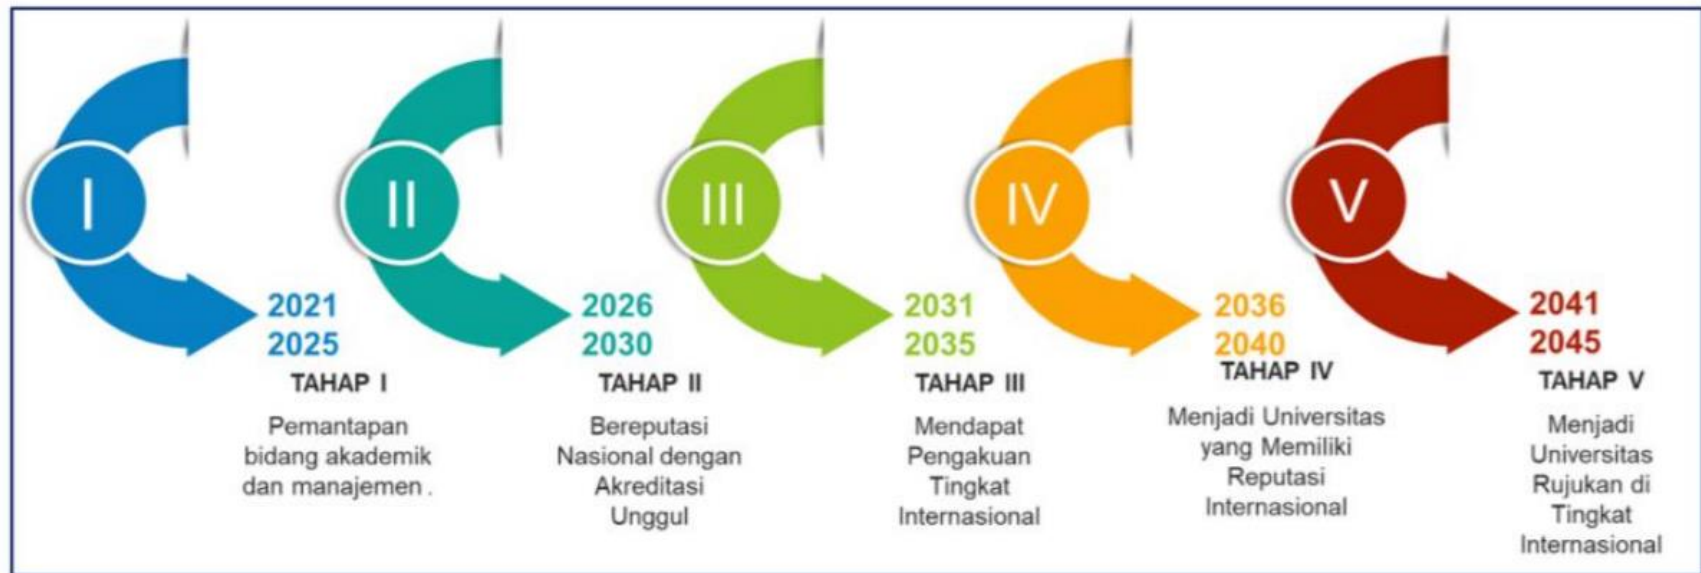 I
2021
2025
TAHAP I
Pemantapan
bidang akademik
dan manajemen .
II
2026
2030
TAHAP II
Bereputasi
Nasional dengan
Akreditasi
Unggul
III
2031
2035
TAHAP III
Mendapat
Pengakuan
Tingkat
Internasional
IV
2036
2040
TAHAP IV
Menjadi Universitas
yang Memiliki
Reputasi
Internasional
V
2041
2045
TAHAP V
Menjadi
Universitas
Rujukan di
Tingkat
Internasional